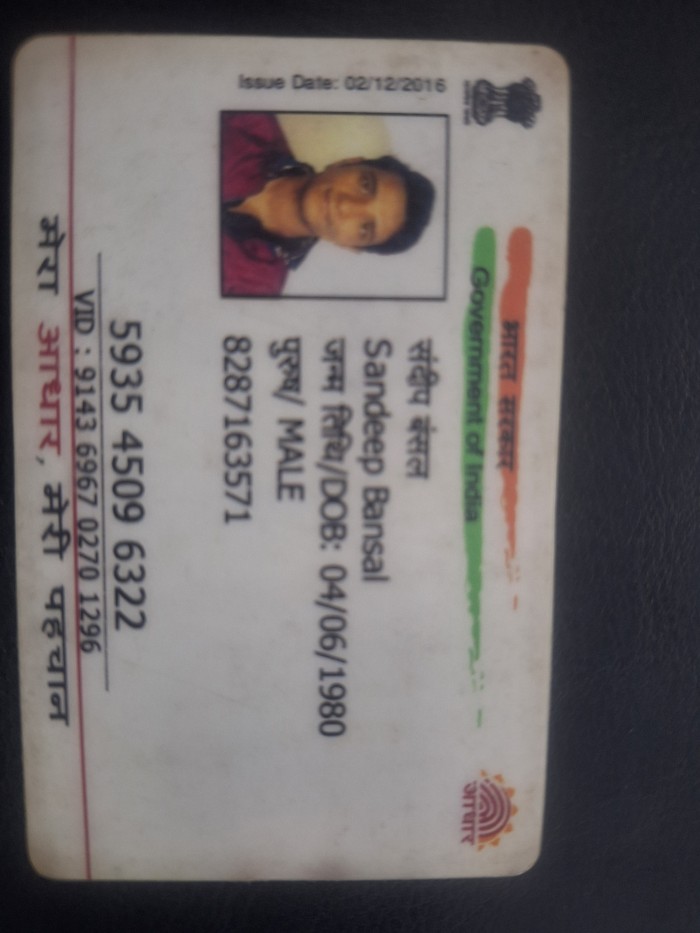 भारत सरकार
Government of India
Issue Date: 02/12/2016
संदीप बंसल
Sandeep Bansal
जन्म तिथि/DOB: 04/06/1980
पुरुष/ MALE
8287163571
5935 4509 6322
VID : 9143 6967 0270 1296
मेरा आधार, मेरी पहचान
आधार